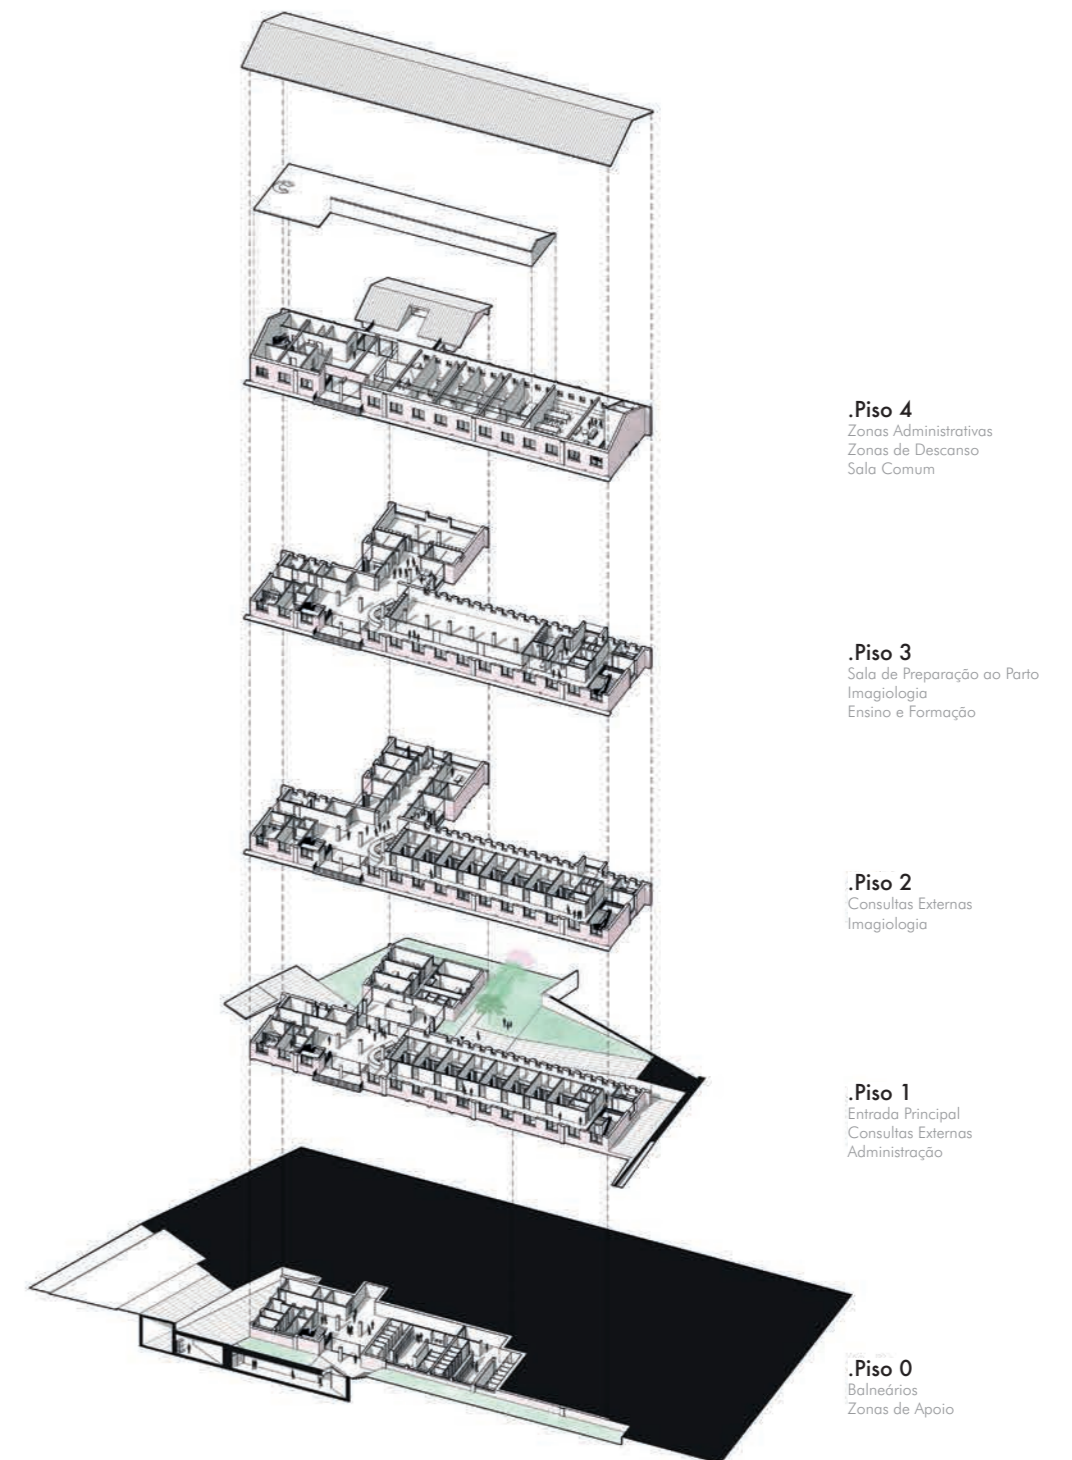 .Piso 4
Zonas Administrativas
Zonas de Descanso
Sala Comum
.Piso 3
Sala de Preparação ao Parto
Imagiologia
Ensino e Formação
.Piso 2
Consultas Externas
Imagiologia
.Piso 1
Entrada Principal
Consultas Externas
Administração
.Piso 0
Balneários
Zonas de Apoio